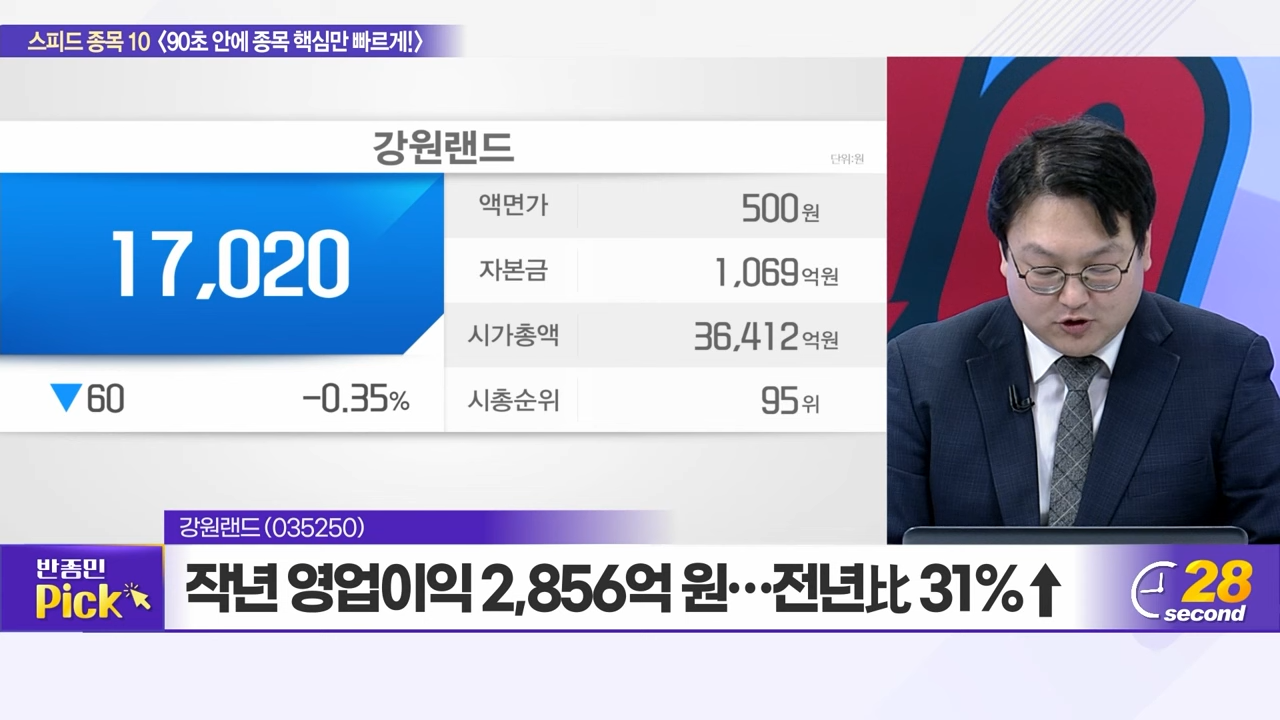 스피드 종목 10 〈90초 안에 종목 핵심만 빠르게!〉
강원랜드
단위:원
17,020
▼60 -0.35%
액면가 500원
자본금 1,069억원
시가총액 36,412억원
시총순위 95위
강원랜드 (035250)
반종민
Pick
작년 영업이익 2,856억 원…전년比 31%↑
28
second